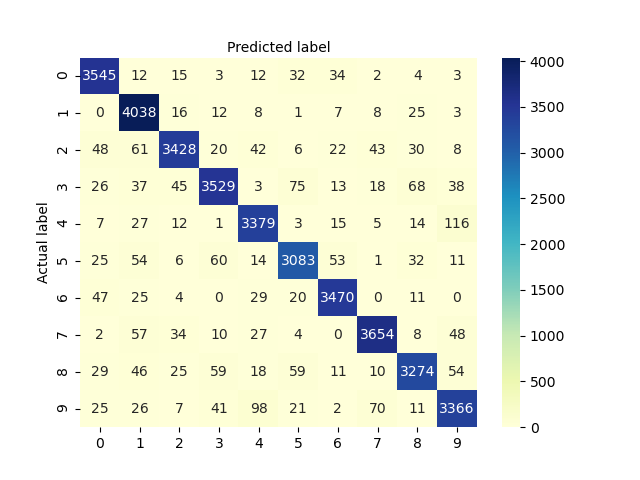 Predicted label
0 3545 12 15 3 12 32 34 2 4 3
1 0 4038 16 12 8 1 7 8 25 3
2 48 61 3428 20 42 6 22 43 30 8
3 26 37 45 3529 3 75 13 18 68 38
4 7 27 12 1 3379 3 15 5 14 116
5 25 54 6 60 14 3083 53 1 32 11
6 47 25 4 0 29 20 3470 0 11 0
7 2 57 34 10 27 4 0 3654 8 48
8 29 46 25 59 18 59 11 10 3274 54
9 25 26 7 41 98 21 2 70 11 3366
0 1 2 3 4 5 6 7 8 9
Actual label
4000
3500
3000
2500
2000
1500
1000
500
0